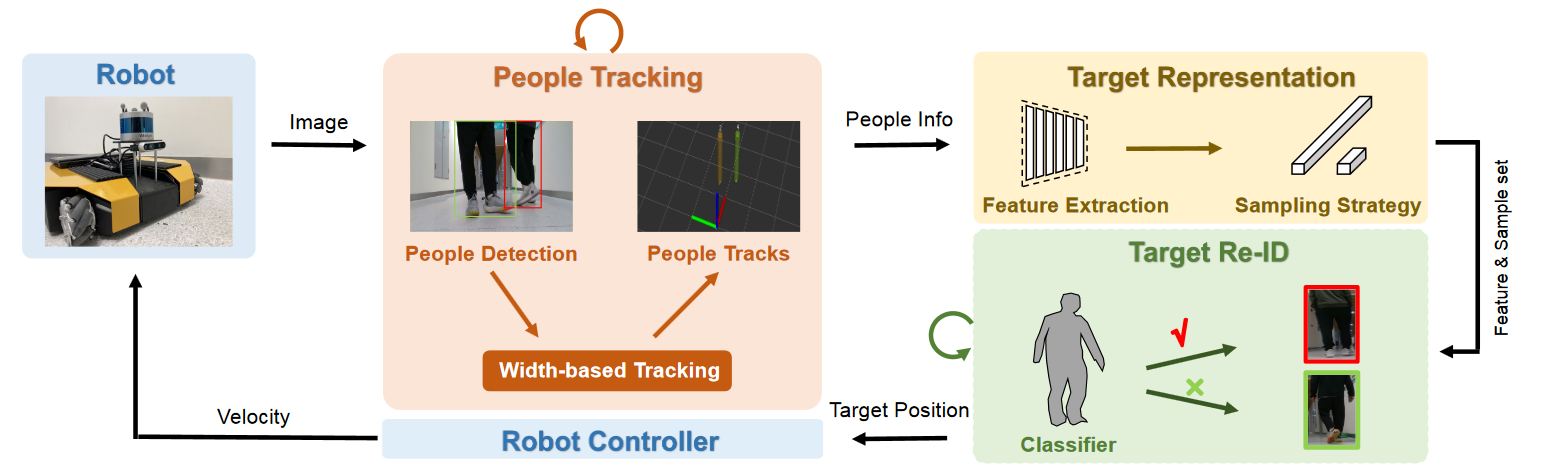 Robot
Image
People Tracking
People Detection
People Tracks
Width-based Tracking
People Info
Target Representation
Feature Extraction
Sampling Strategy
Feature & Sample set
Target Re-ID
Classifier
Target Position
Robot Controller
Velocity